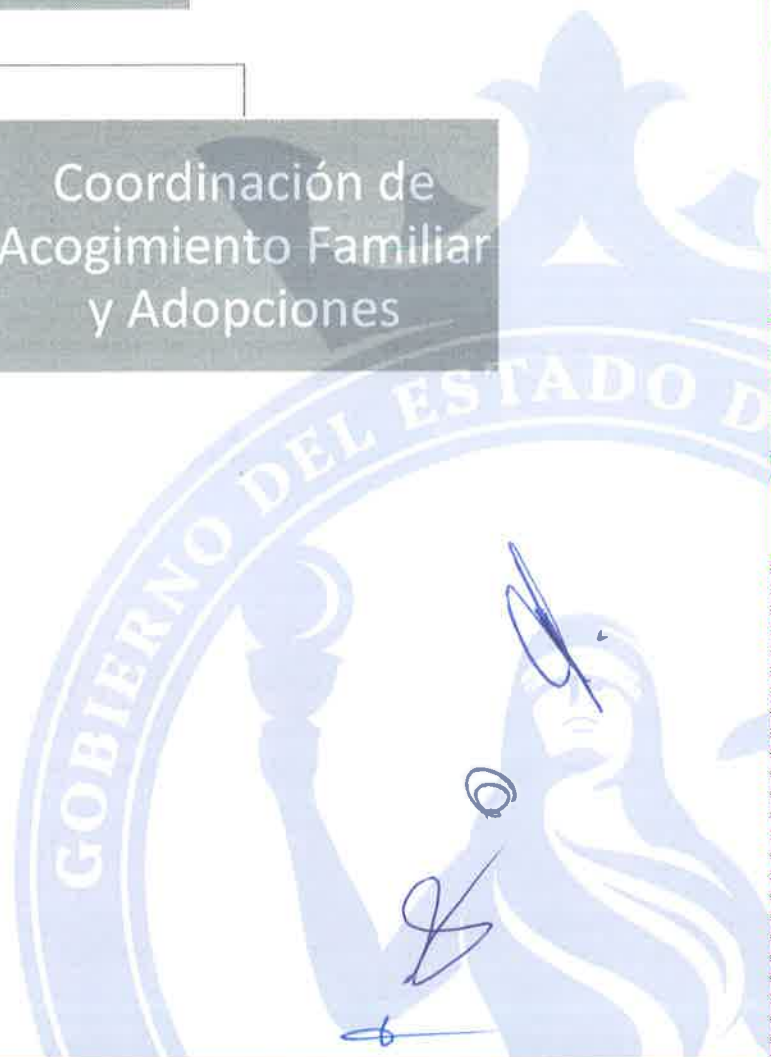 Coordinación de
Acogimiento Familiar
y Adopciones
GOBIERNO DEL ESTADO D